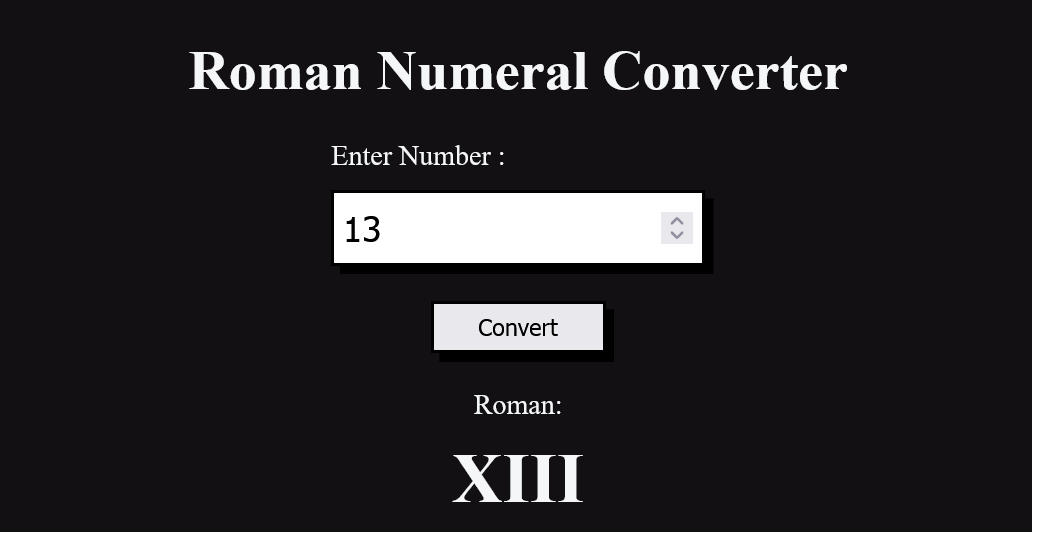 Roman Numeral Converter
Enter Number :
13
Convert
Roman:
XIII